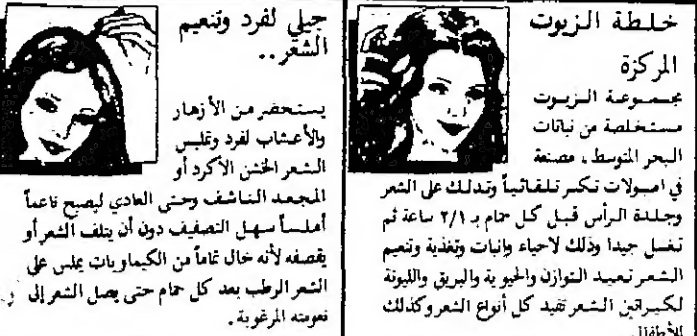 خلطة الزيوت
المركزة
مجموعة الزيوت
مستخلصة من نباتات
البحر المتوسط، مصنعة
في امبولات تكسر تلقائياً وتدلك على الشعر
وجلدة الرأس قبل كل حمام بـ ٢/١ ساعة ثم
تغسل جيدا وذلك لاحياء وانبات وتغذية وتنعيم
الشعر تعيد التوازن والحيوية والبريق والليونة
لكيراتين الشعر تفيد كل أنواع الشعر وكذلك
للأطفال
جيلي لفرد وتنعيم
الشعر..
يستحضر من الأزهار
والأعشاب لفرد وتمليس
الشعر الخشن الأكرد أو
المجعد الناشف وحتى العادي ليصبح ناعماً
أملساً سهل التصفيف دون أن يتلف الشعر أو
يقصفه لأنه خال تماماً من الكيماويات يملس على
الشعر الرطب بعد كل حمام حتى يصل الشعر إلى
نعومته المرغوبة.